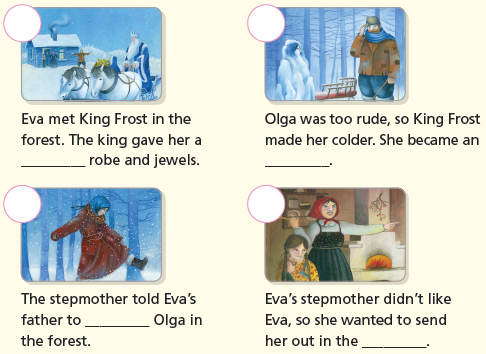 Eva met King Frost in the
forest. The king gave her a
_________ robe and jewels.
Olga was too rude, so King Frost
made her colder. She became an
_________.
The stepmother told Eva's
father to _________ Olga in
the forest.
Eva's stepmother didn't like
Eva, so she wanted to send
her out in the _________.